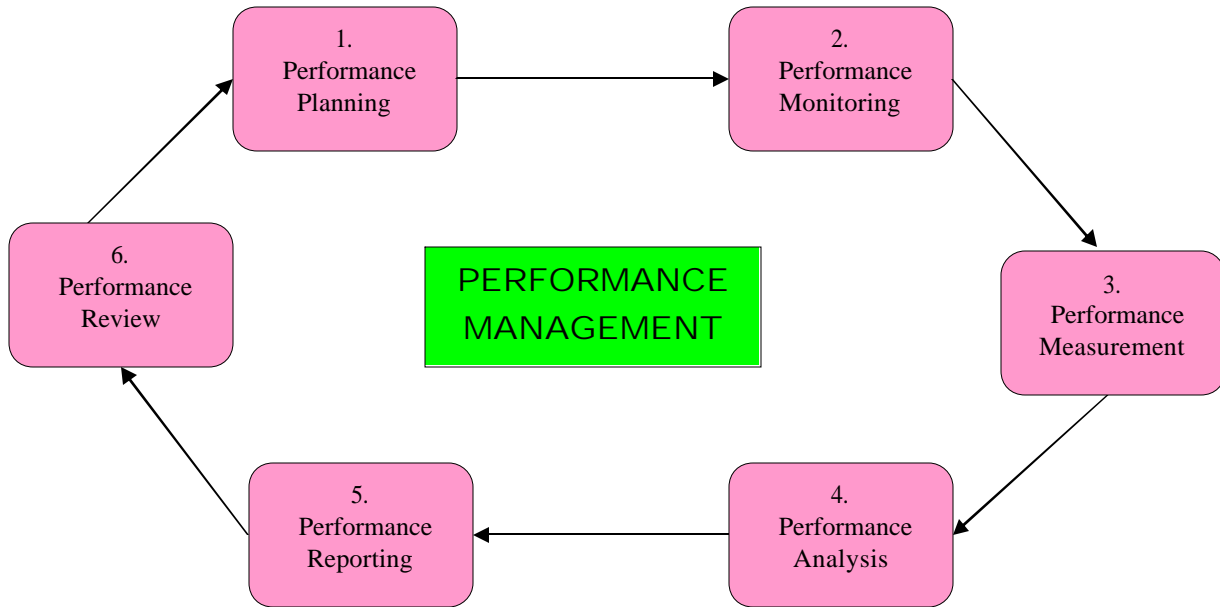 1.
Performance
Planning
2.
Performance
Monitoring
3.
Performance
Measurement
4.
Performance
Analysis
5.
Performance
Reporting
6.
Performance
Review
PERFORMANCE
MANAGEMENT